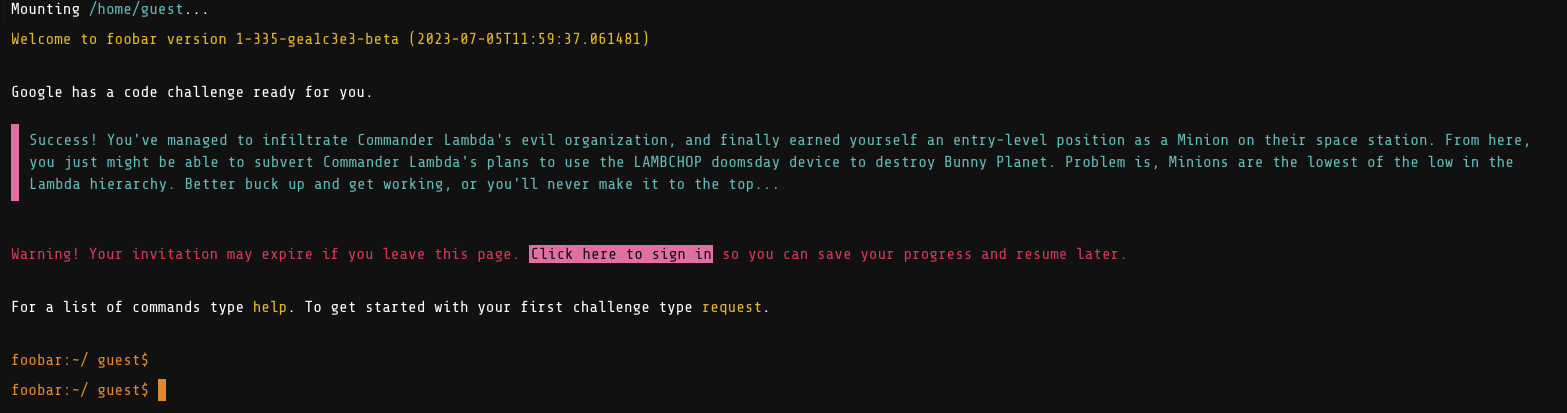 Mounting /home/guest...
Welcome to foobar version 1-335-gea1c3e3-beta (2023-07-05T11:59:37.061481)
Google has a code challenge ready for you.
Success! You've managed to infiltrate Commander Lambda's evil organization, and finally earned yourself an entry-level position as a Minion on their space station. From here,
you just might be able to subvert Commander Lambda's plans to use the LAMBCHOP doomsday device to destroy Bunny Planet. Problem is, Minions are the lowest of the low in the
Lambda hierarchy. Better buck up and get working, or you'll never make it to the top...
Warning! Your invitation may expire if you leave this page. Click here to sign in so you can save your progress and resume later.
For a list of commands type help. To get started with your first challenge type request.
foobar:~/ guest$
foobar:~/ guest$